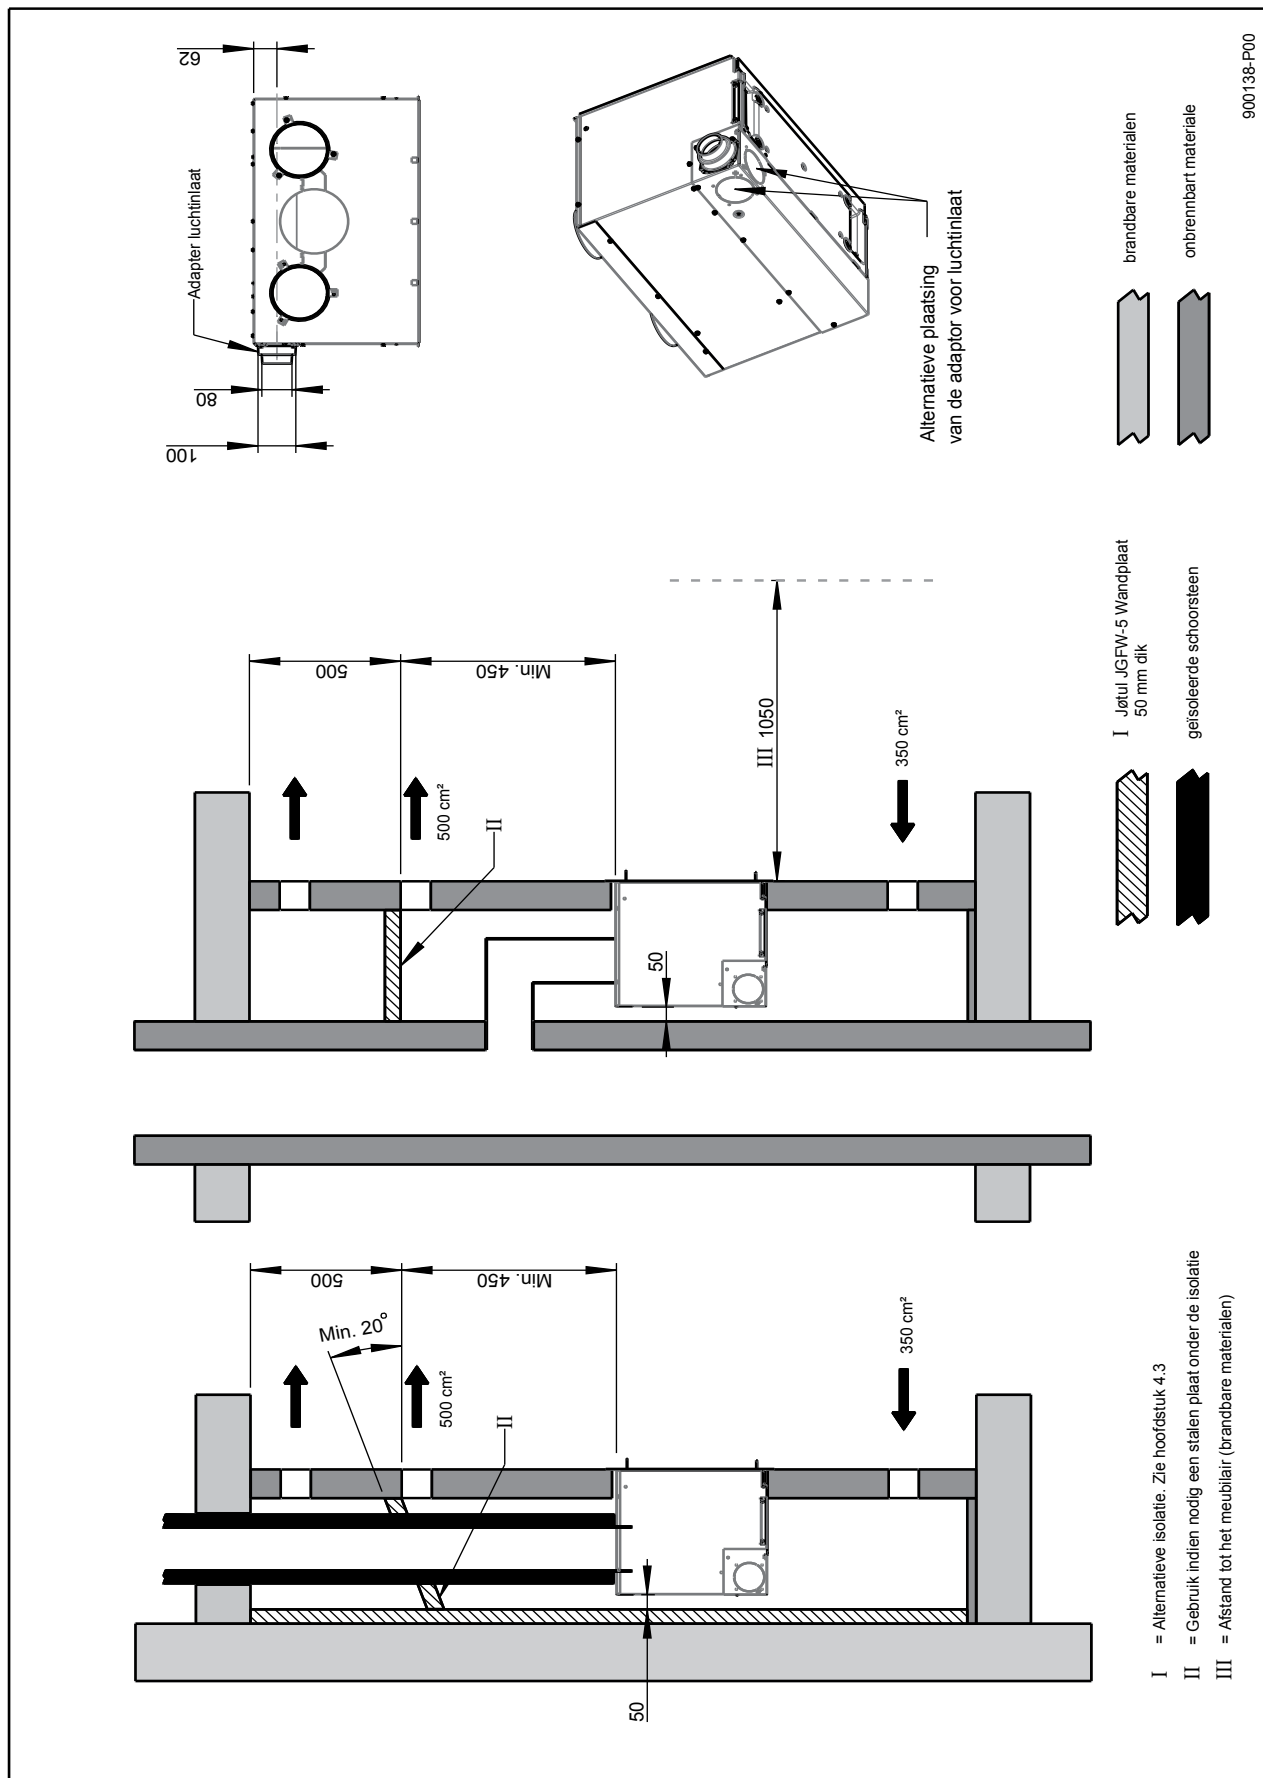 500
Min. 450
Min. 20°
500 cm²
II
350 cm²
50
500
Min. 450
500 cm²
II
III 1050
350 cm²
50
62
Adapter luchtinlaat
80
100
Alternatieve plaatsing
van de adaptor voor luchtinlaat
I = Alternatieve isolatie. Zie hoofdstuk 4.3
II = Gebruik indien nodig een stalen plaat onder de isolatie
III = Afstand tot het meubilair (brandbare materialen)
I Jøtul JGFW-5 Wandplaat
50 mm dik
geïsoleerde schoorsteen
brandbare materialen
onbrennbart materiale
900138-P00